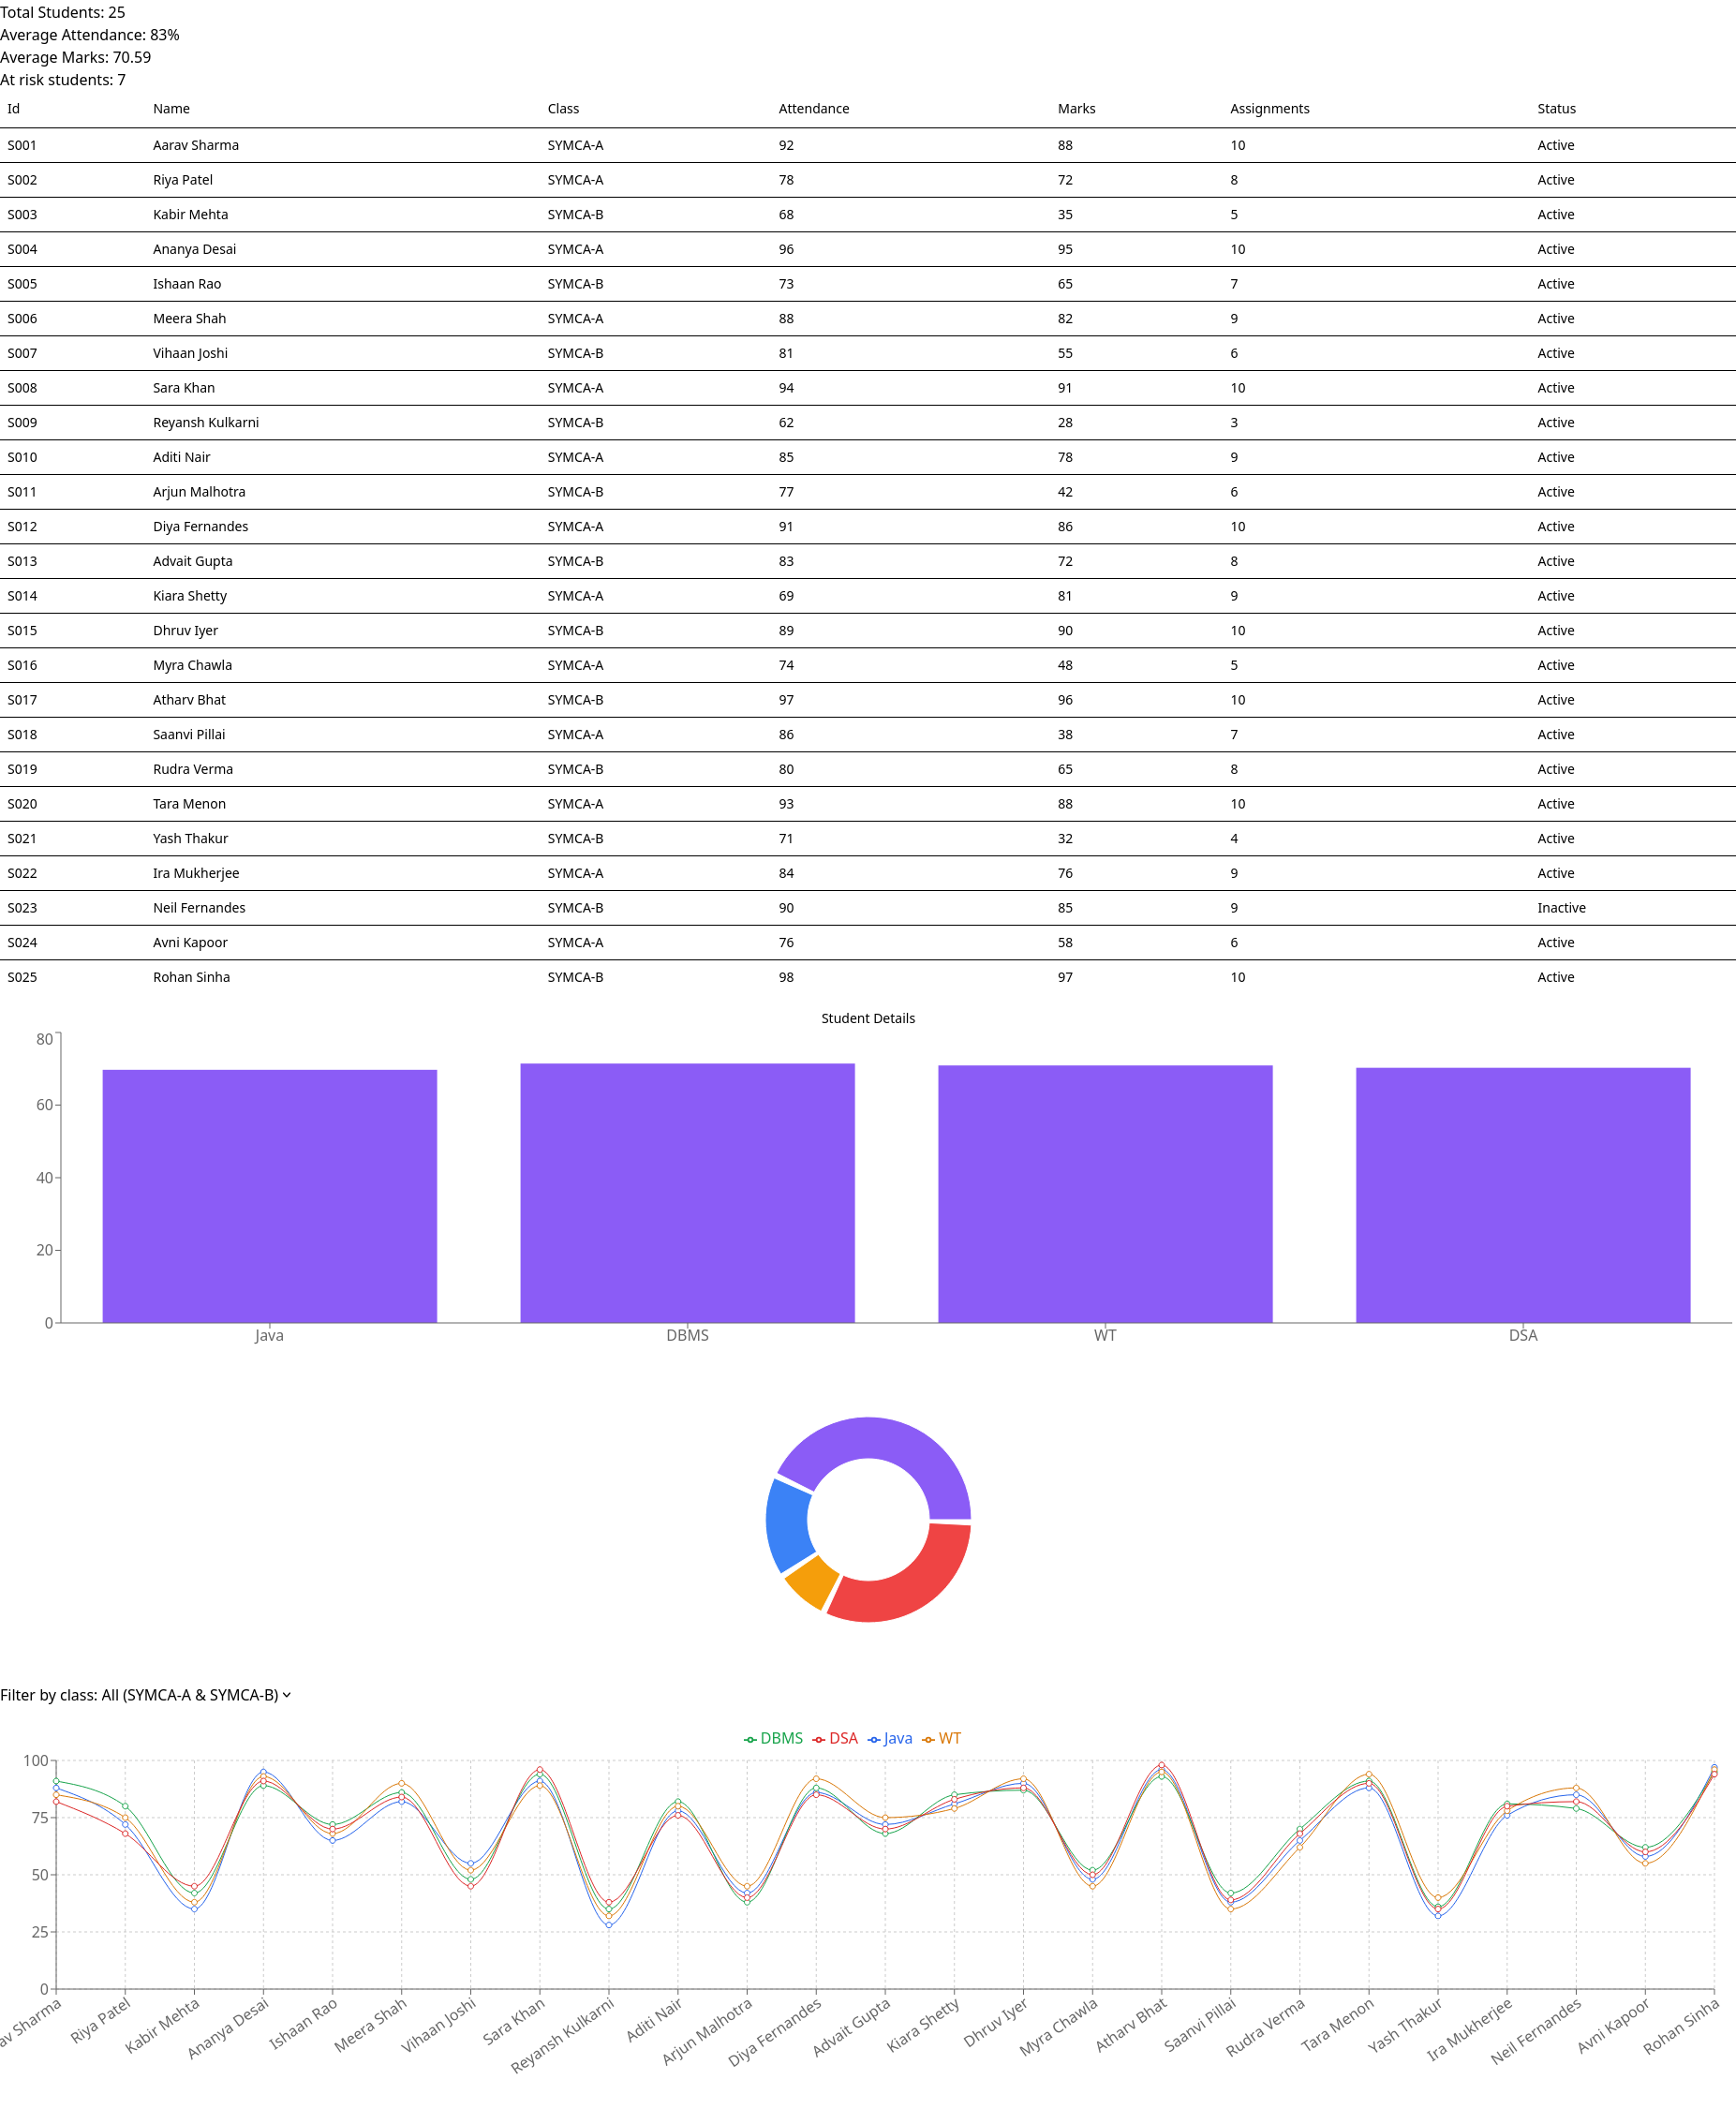 Total Students: 25
Average Attendance: 83%
Average Marks: 70.59
At risk students: 7
Id Name Class Attendance Marks Assignments Status
S001 Aarav Sharma SYMCA-A 92 88 10 Active
S002 Riya Patel SYMCA-A 78 72 8 Active
S003 Kabir Mehta SYMCA-B 68 35 5 Active
S004 Ananya Desai SYMCA-A 96 95 10 Active
S005 Ishaan Rao SYMCA-B 73 65 7 Active
S006 Meera Shah SYMCA-A 88 82 9 Active
S007 Vihaan Joshi SYMCA-B 81 55 6 Active
S008 Sara Khan SYMCA-A 94 91 10 Active
S009 Reyansh Kulkarni SYMCA-B 62 28 3 Active
S010 Aditi Nair SYMCA-A 85 78 9 Active
S011 Arjun Malhotra SYMCA-B 77 42 6 Active
S012 Diya Fernandes SYMCA-A 91 86 10 Active
S013 Advait Gupta SYMCA-B 83 72 8 Active
S014 Kiara Shetty SYMCA-A 69 81 9 Active
S015 Dhruv Iyer SYMCA-B 89 90 10 Active
S016 Myra Chawla SYMCA-A 74 48 5 Active
S017 Atharv Bhat SYMCA-B 97 96 10 Active
S018 Saanvi Pillai SYMCA-A 86 38 7 Active
S019 Rudra Verma SYMCA-B 80 65 8 Active
S020 Tara Menon SYMCA-A 93 88 10 Active
S021 Yash Thakur SYMCA-B 71 32 4 Active
S022 Ira Mukherjee SYMCA-A 84 76 9 Active
S023 Neil Fernandes SYMCA-B 90 85 9 Inactive
S024 Avni Kapoor SYMCA-A 76 58 6 Active
S025 Rohan Sinha SYMCA-B 98 97 10 Active
Student Details
80
60
40
20
0
Java DBMS WT DSA
Filter by class: All (SYMCA-A & SYMCA-B)
DBMS DSA Java WT
100
75
50
25
0
av Sharma Riya Patel Kabir Mehta Ananya Desai Ishaan Rao Meera Shah Vihaan Joshi Sara Khan Reyansh Kulkarni Aditi Nair Arjun Malhotra Diya Fernandes Advait Gupta Kiara Shetty Dhruv Iyer Myra Chawla Atharv Bhat Saanvi Pillai Rudra Verma Tara Menon Yash Thakur Ira Mukherjee Neil Fernandes Avni Kapoor Rohan Sinha